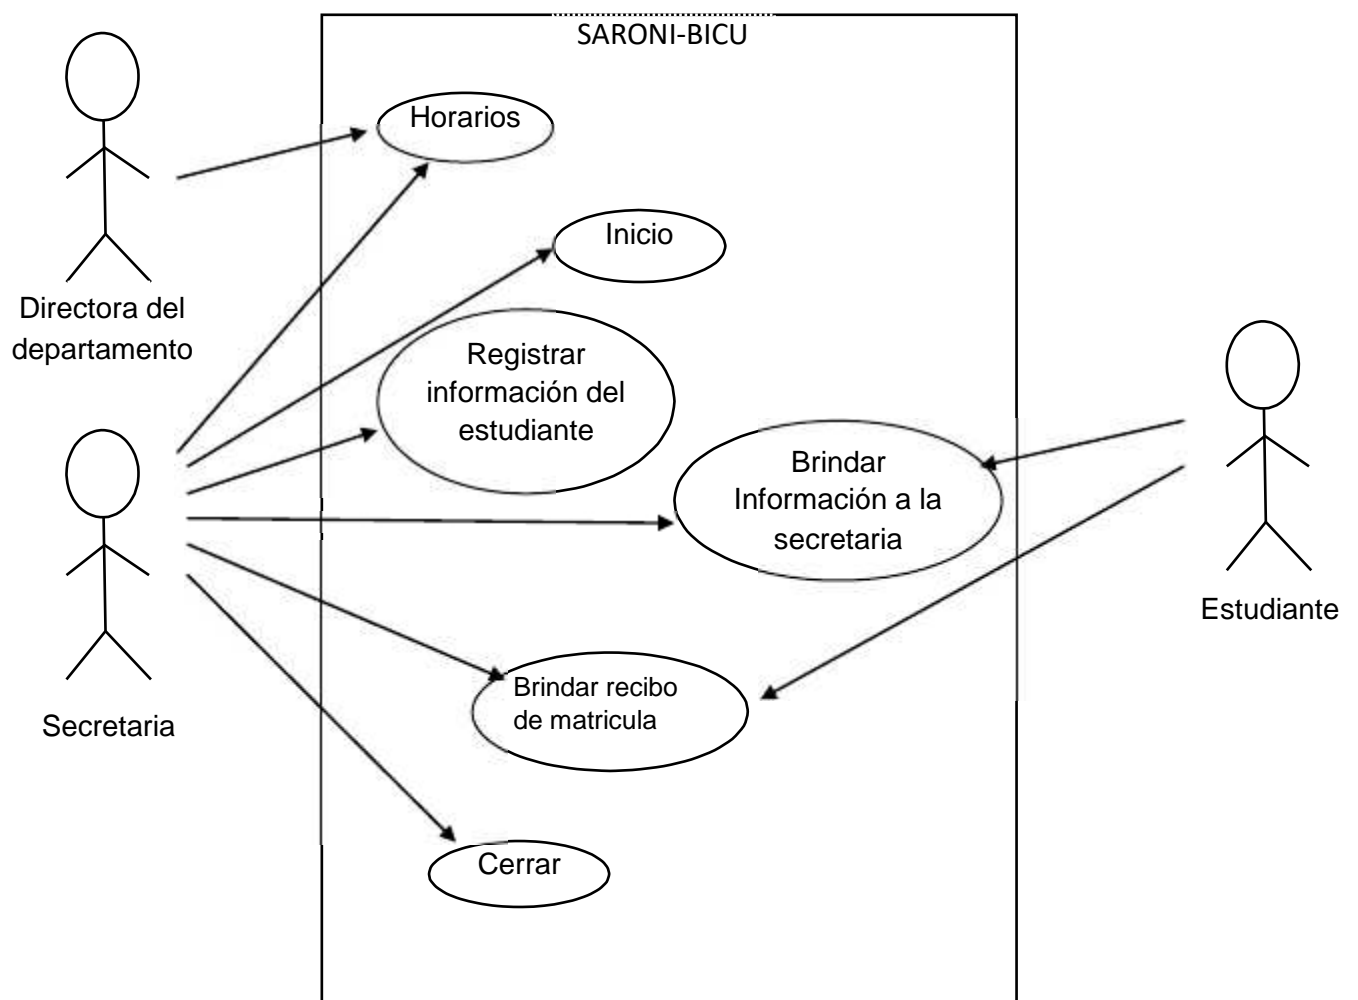 SARONI-BICU
Horarios
Inicio
Directora del
departamento
Registrar
información del
estudiante
Brindar
Información a la
secretaria
Estudiante
Secretaria
Brindar recibo
de matricula
Cerrar